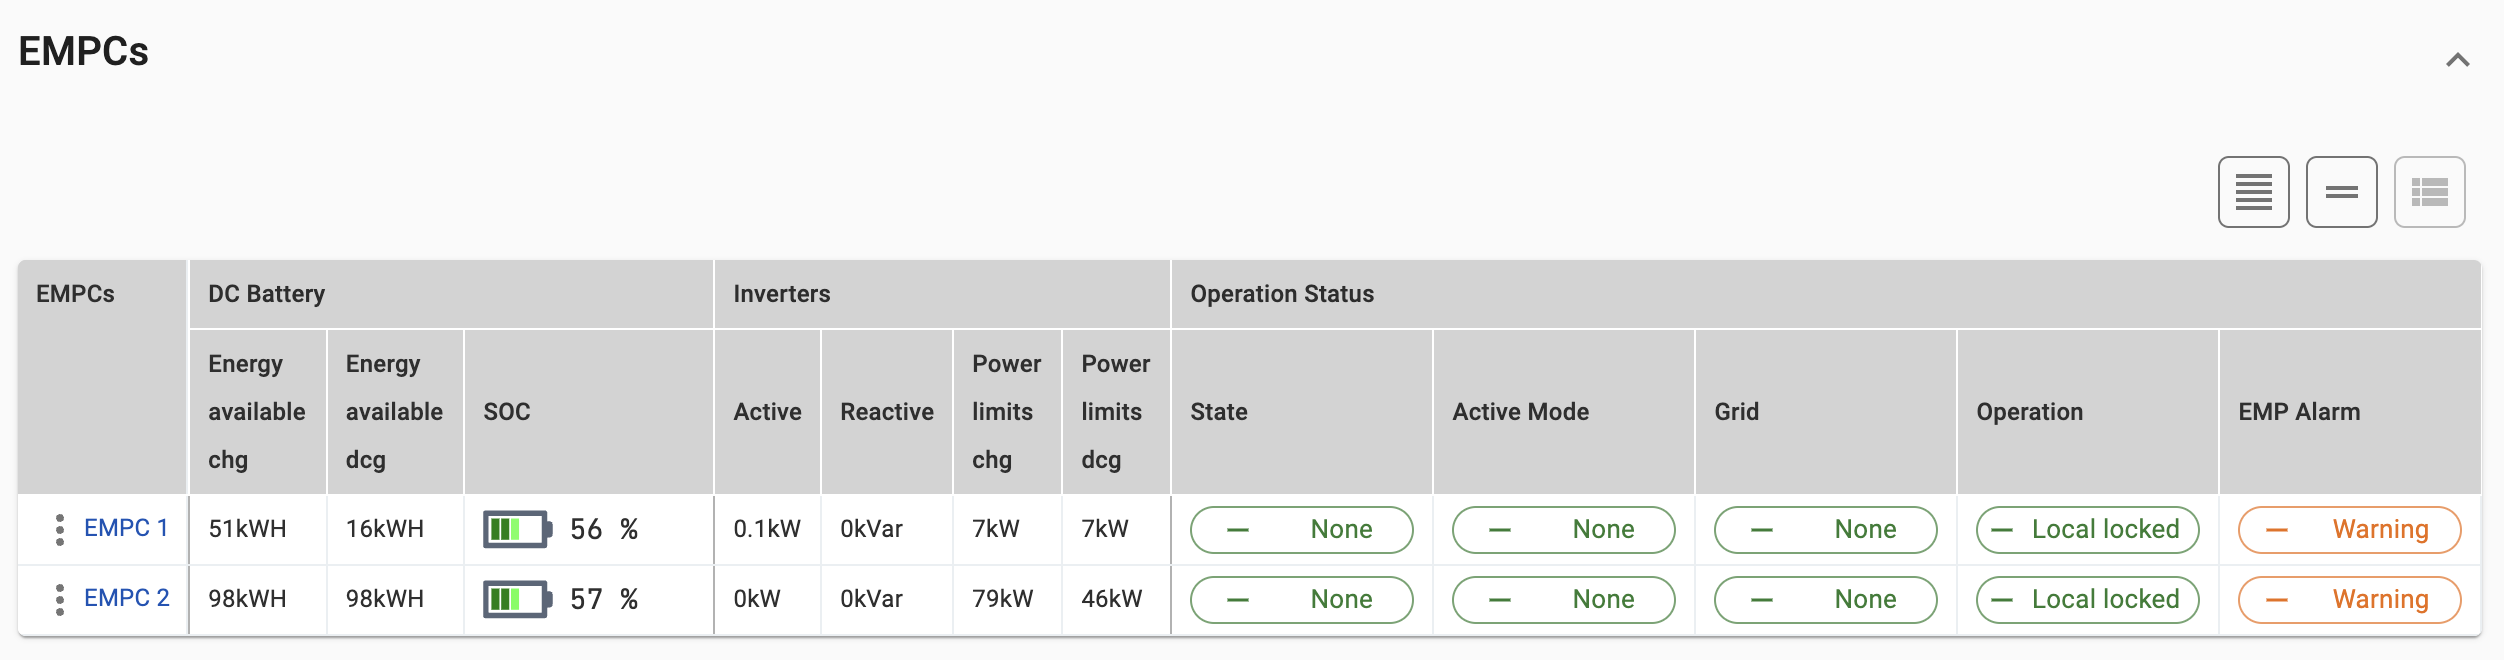 EMPCs
EMPCs DC Battery Inverters Operation Status
Energy available chg Energy available dcg SOC Active Reactive Power limits chg Power limits dcg State Active Mode Grid Operation EMP Alarm
EMPC 1 51kWH 16kWH 56 % 0.1kW 0kVar 7kW 7kW None None None Local locked Warning
EMPC 2 98kWH 98kWH 57 % 0kW 0kVar 79kW 46kW None None None Local locked Warning